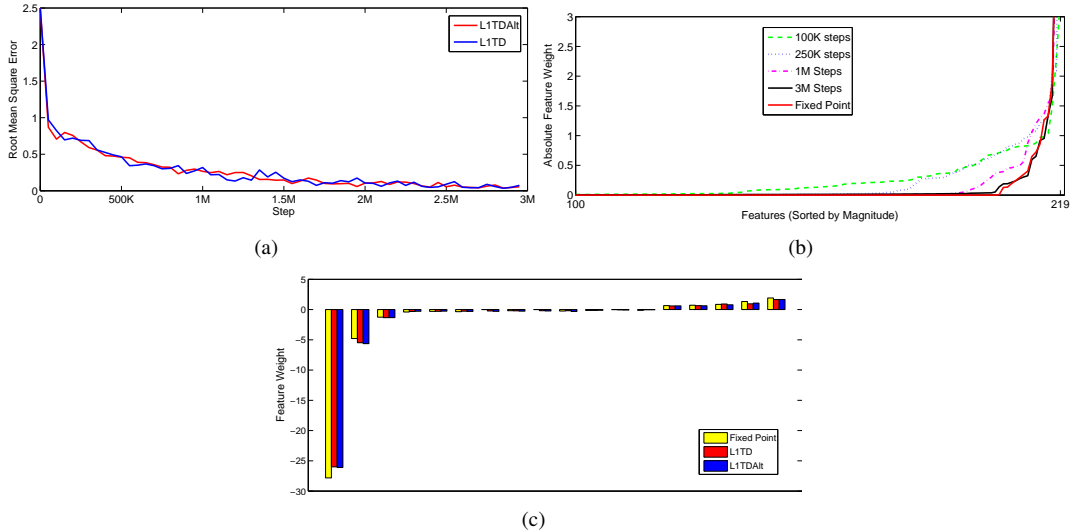 2.5
2
1.5
1
0.5
0
Root Mean Square Error
L1TDAlt
L1TD
0
500K
1M
1.5M
2M
2.5M
3M
Step
(a)
3
2.5
2
1.5
1
0.5
0
Absolute Feature Weight
100K steps
250K steps
1M Steps
3M Steps
Fixed Point
100
219
Features (Sorted by Magnitude)
(b)
5
0
−5
−10
−15
−20
−25
−30
Feature Weight
Fixed Point
L1TD
L1TDAlt
(c)